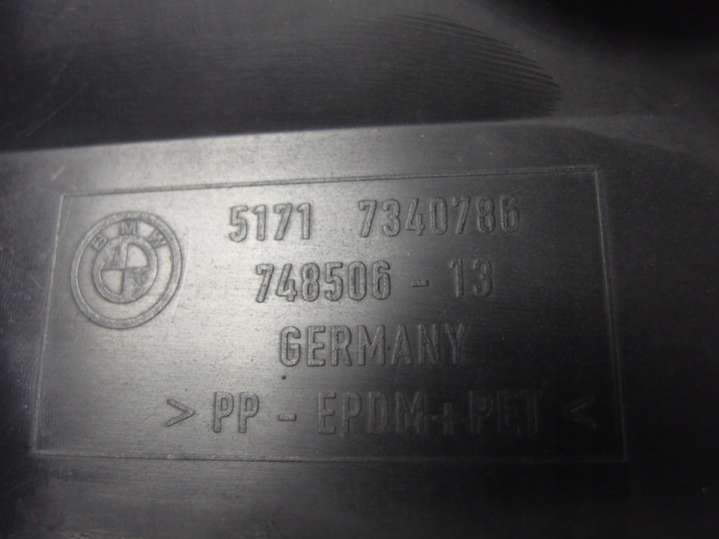 BMW
5171 7340786
748506 - 13
GERMANY
> PP - EPDM+PET <